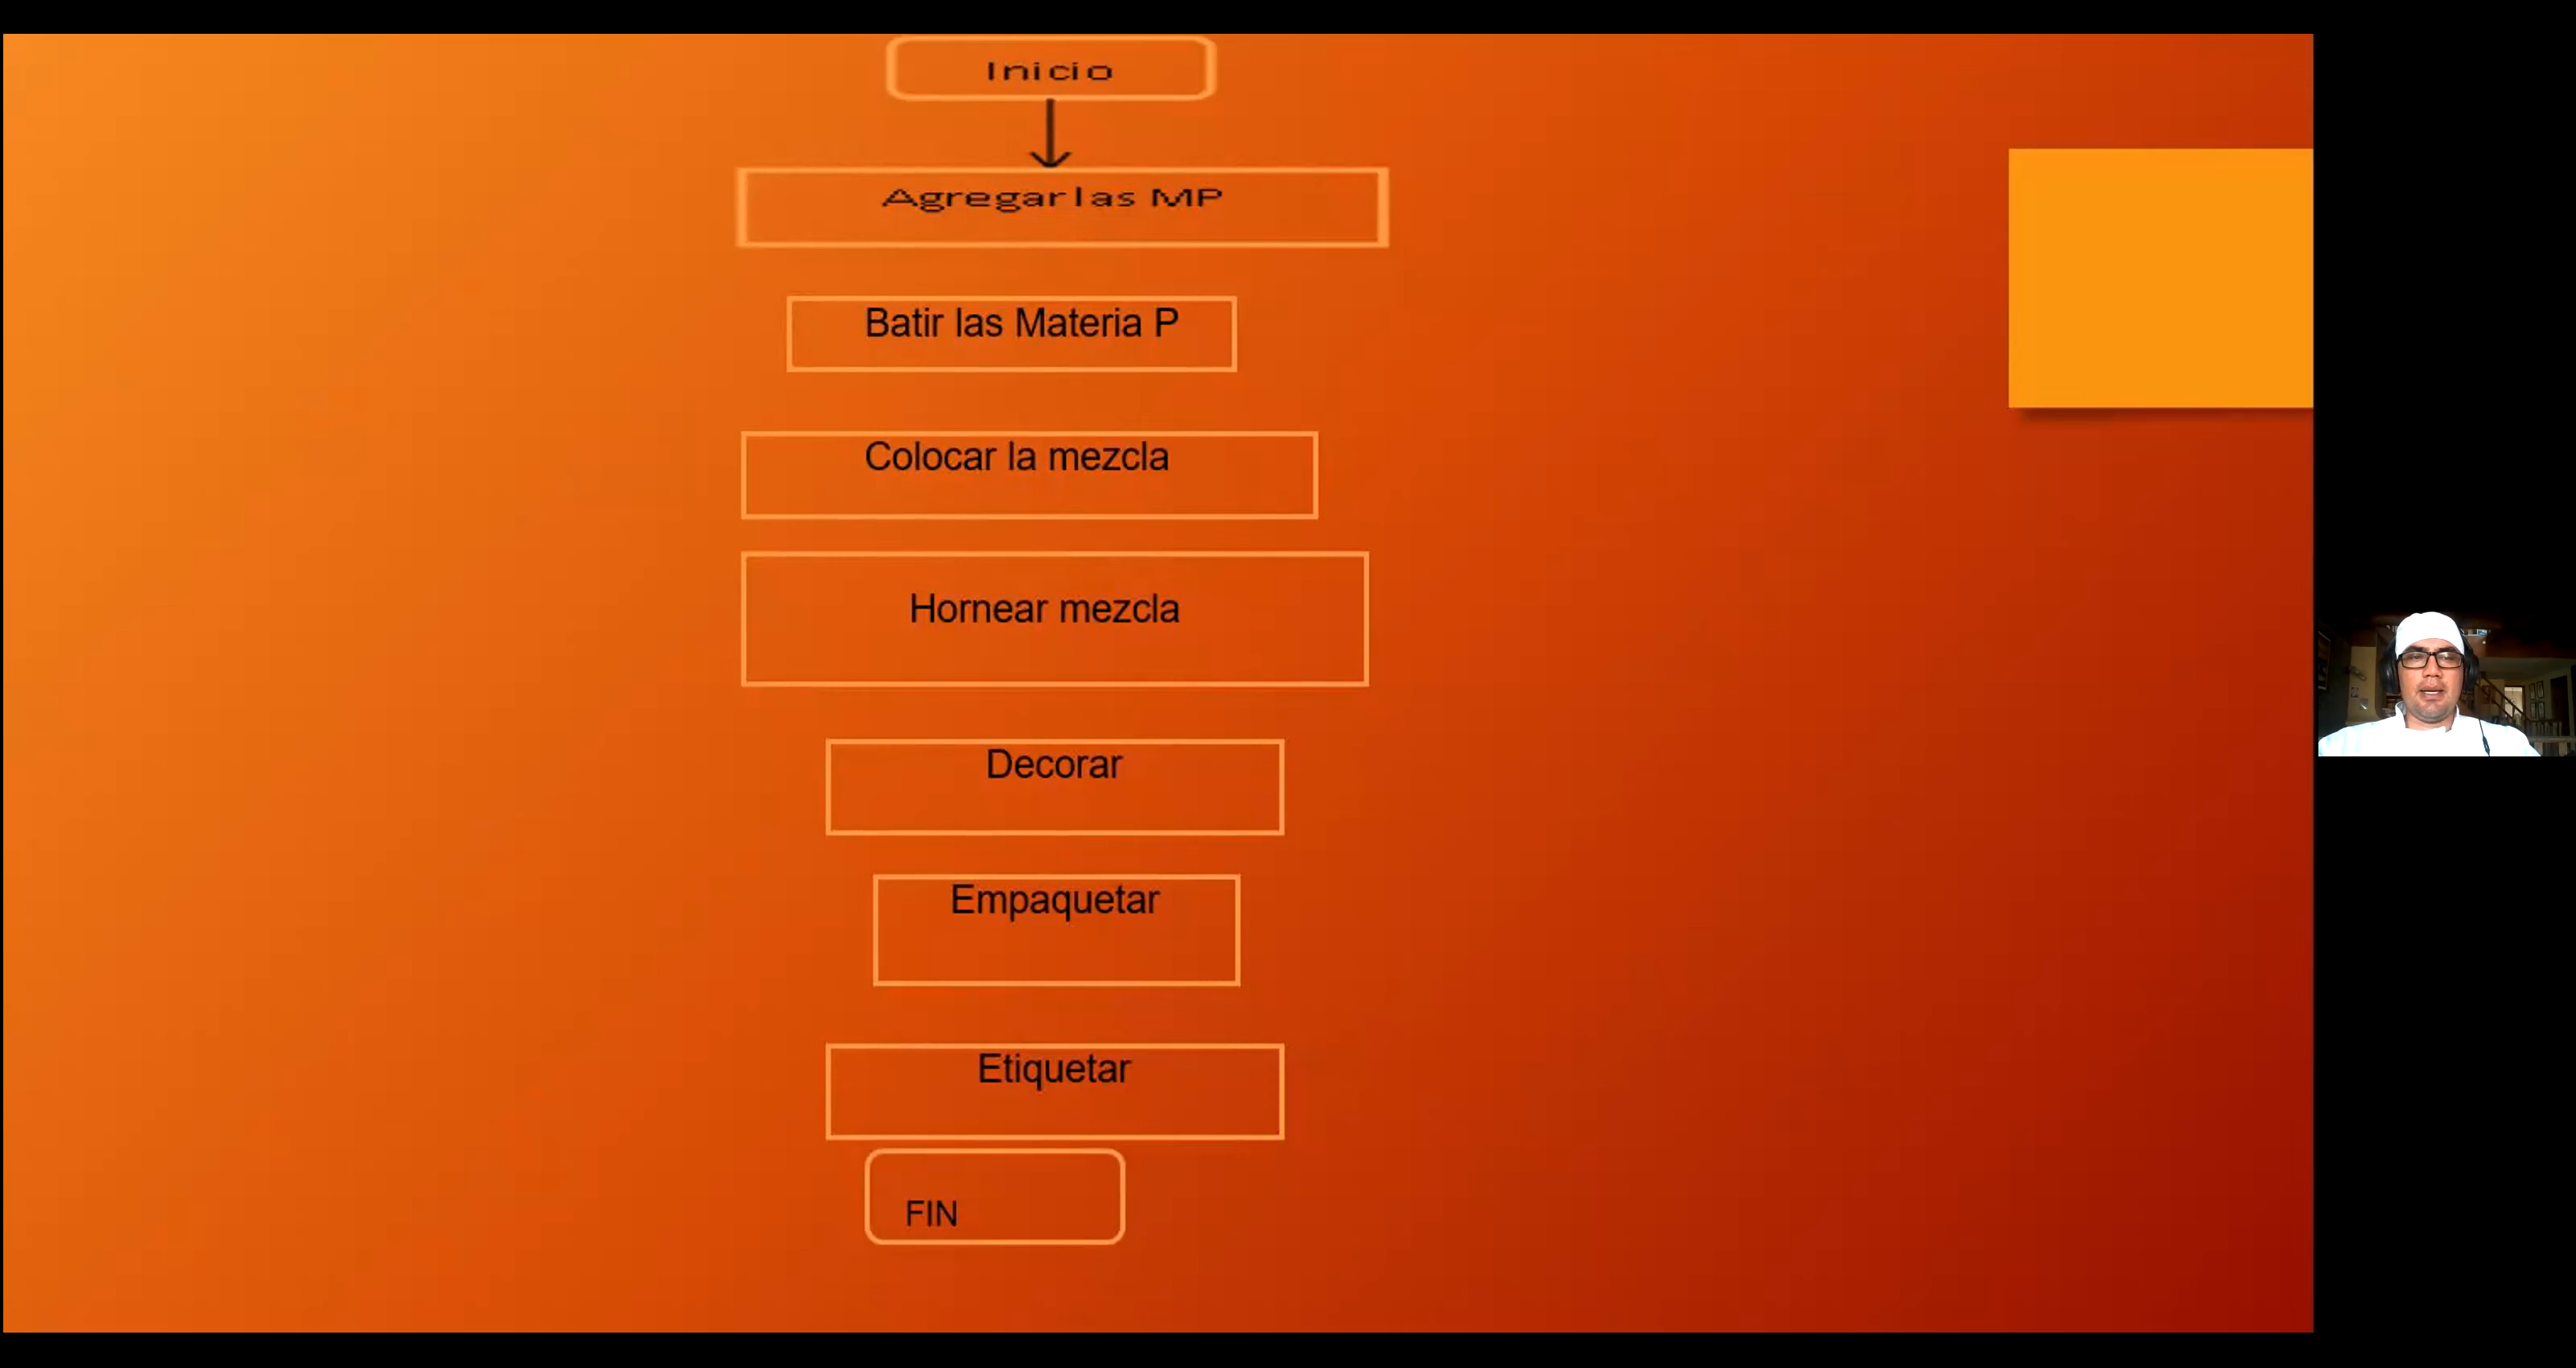 Inicio
Agregar las MP
Batir las Materia P
Colocar la mezcla
Hornear mezcla
Decorar
Empaquetar
Etiquetar
FIN